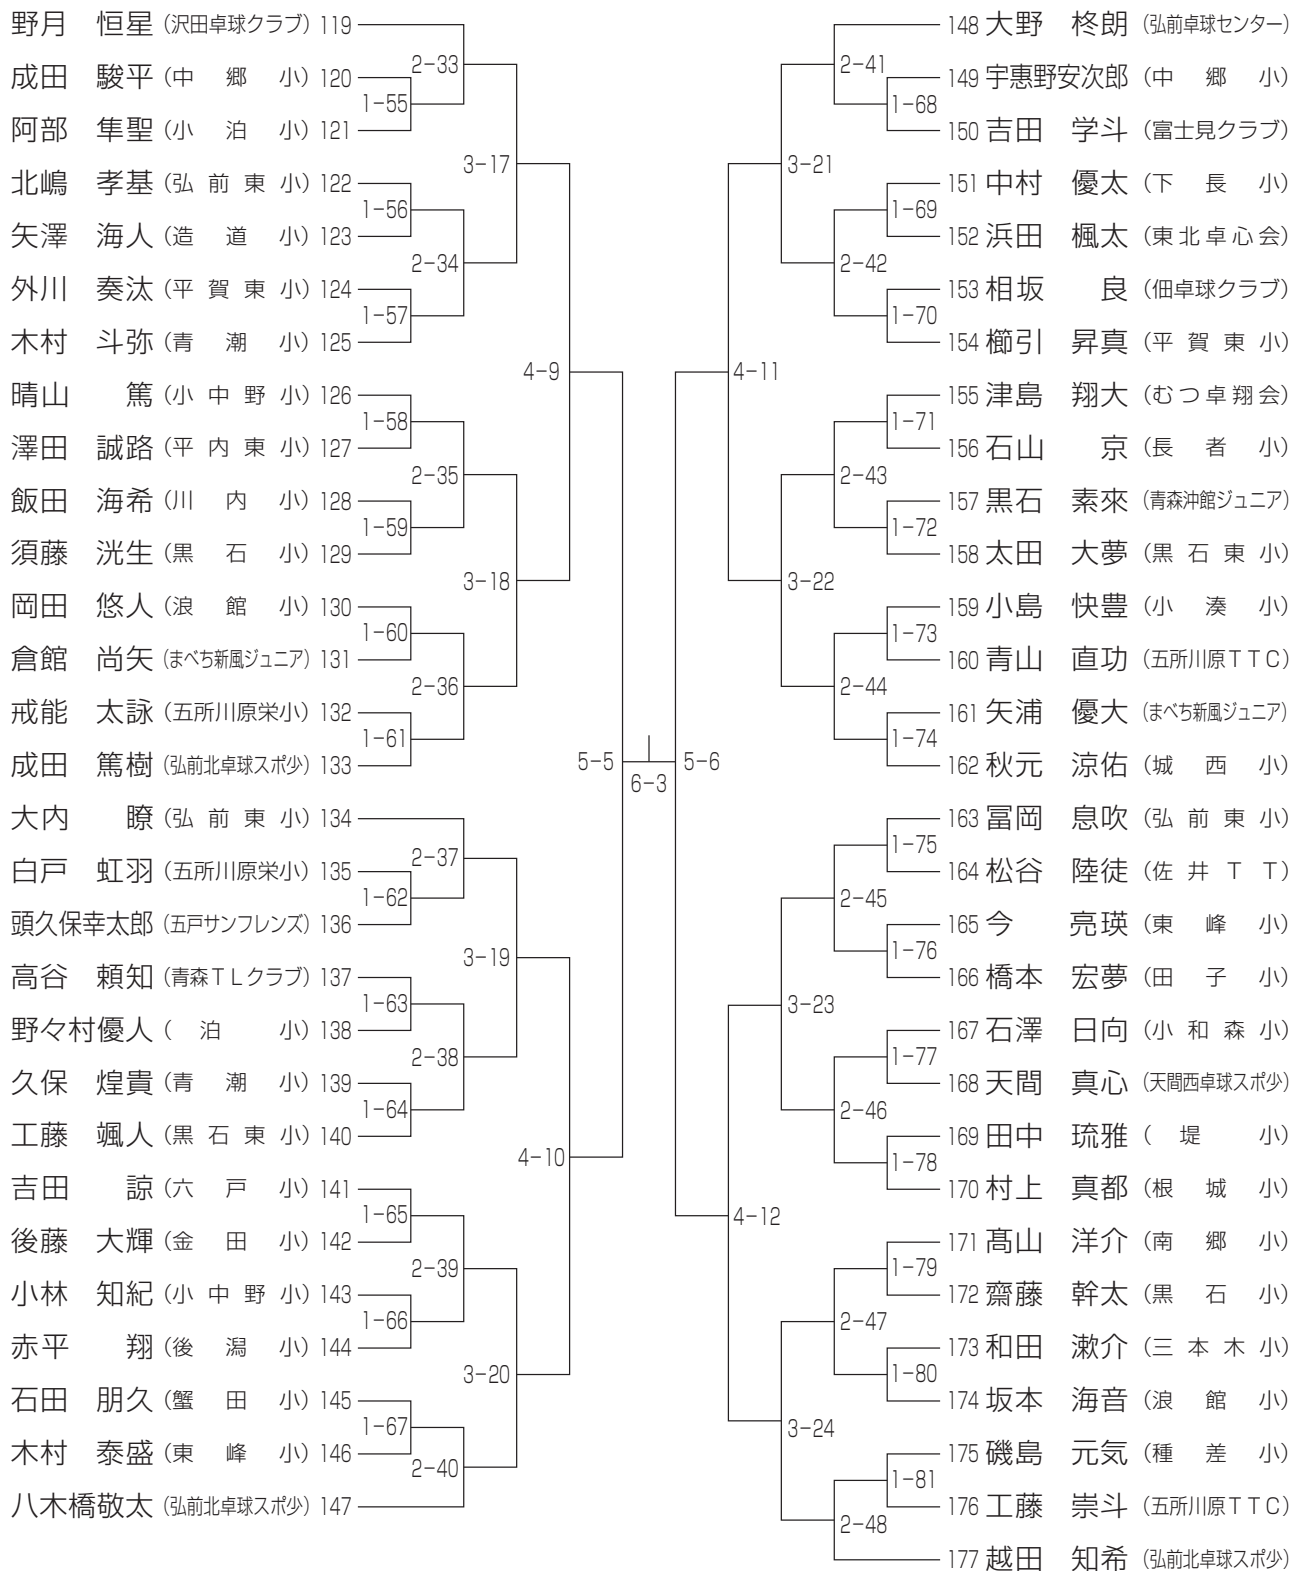 野月　恒星 (沢田卓球クラブ) 119
2−33
成田　駿平 (中郷小) 120
1−55
阿部　隼聖 (小泊小) 121
3−17
北嶋　孝基 (弘前東小) 122
1−56
矢澤　海人 (造道小) 123
2−34
外川　奏汰 (平賀東小) 124
1−57
木村　斗弥 (青潮小) 125
4−9
晴山　篤 (小中野小) 126
1−58
澤田　誠路 (平内東小) 127
2−35
飯田　海希 (川内小) 128
1−59
須藤　洸生 (黒石小) 129
3−18
岡田　悠人 (浪館小) 130
1−60
倉館　尚矢 (まべち新風ジュニア) 131
2−36
戒能　太詠 (五所川原栄小) 132
1−61
成田　篤樹 (弘前北卓球スポ少) 133
5−5
大内　瞭 (弘前東小) 134
2−37
白戸　虹羽 (五所川原栄小) 135
1−62
頭久保幸太郎 (五戸サンフレンズ) 136
3−19
高谷　頼知 (青森TLクラブ) 137
1−63
野々村優人 (泊小) 138
2−38
久保　煌貴 (青潮小) 139
1−64
工藤　颯人 (黒石東小) 140
4−10
吉田　諒 (六戸小) 141
1−65
後藤　大輝 (金田小) 142
2−39
小林　知紀 (小中野小) 143
1−66
赤平　翔 (後潟小) 144
3−20
石田　朋久 (蟹田小) 145
1−67
木村　泰盛 (東峰小) 146
2−40
八木橋敬太 (弘前北卓球スポ少) 147
6−3
148 大野　柊朗 (弘前卓球センター)
2−41
149 宇惠野安次郎 (中郷小)
1−68
150 吉田　学斗 (富士見クラブ)
3−21
151 中村　優太 (下長小)
1−69
152 浜田　楓太 (東北卓心会)
2−42
153 相坂　良 (佃卓球クラブ)
1−70
154 櫛引　昇真 (平賀東小)
4−11
155 津島　翔大 (むつ卓翔会)
1−71
156 石山　京 (長者小)
2−43
157 黒石　素來 (青森沖館ジュニア)
1−72
158 太田　大夢 (黒石東小)
3−22
159 小島　快豊 (小湊小)
1−73
160 青山　直功 (五所川原TTC)
2−44
161 矢浦　優大 (まべち新風ジュニア)
1−74
162 秋元　涼佑 (城西小)
5−6
163 冨岡　息吹 (弘前東小)
1−75
164 松谷　陸徒 (佐井TT)
2−45
165 今　亮瑛 (東峰小)
1−76
166 橋本　宏夢 (田子小)
3−23
167 石澤　日向 (小和森小)
1−77
168 天間　真心 (天間西卓球スポ少)
2−46
169 田中　琉雅 (堤小)
1−78
170 村上　真都 (根城小)
4−12
171 髙山　洋介 (南郷小)
1−79
172 齋藤　幹太 (黒石小)
2−47
173 和田　漱介 (三本木小)
1−80
174 坂本　海音 (浪館小)
3−24
175 磯島　元気 (種差小)
1−81
176 工藤　崇斗 (五所川原TTC)
2−48
177 越田　知希 (弘前北卓球スポ少)